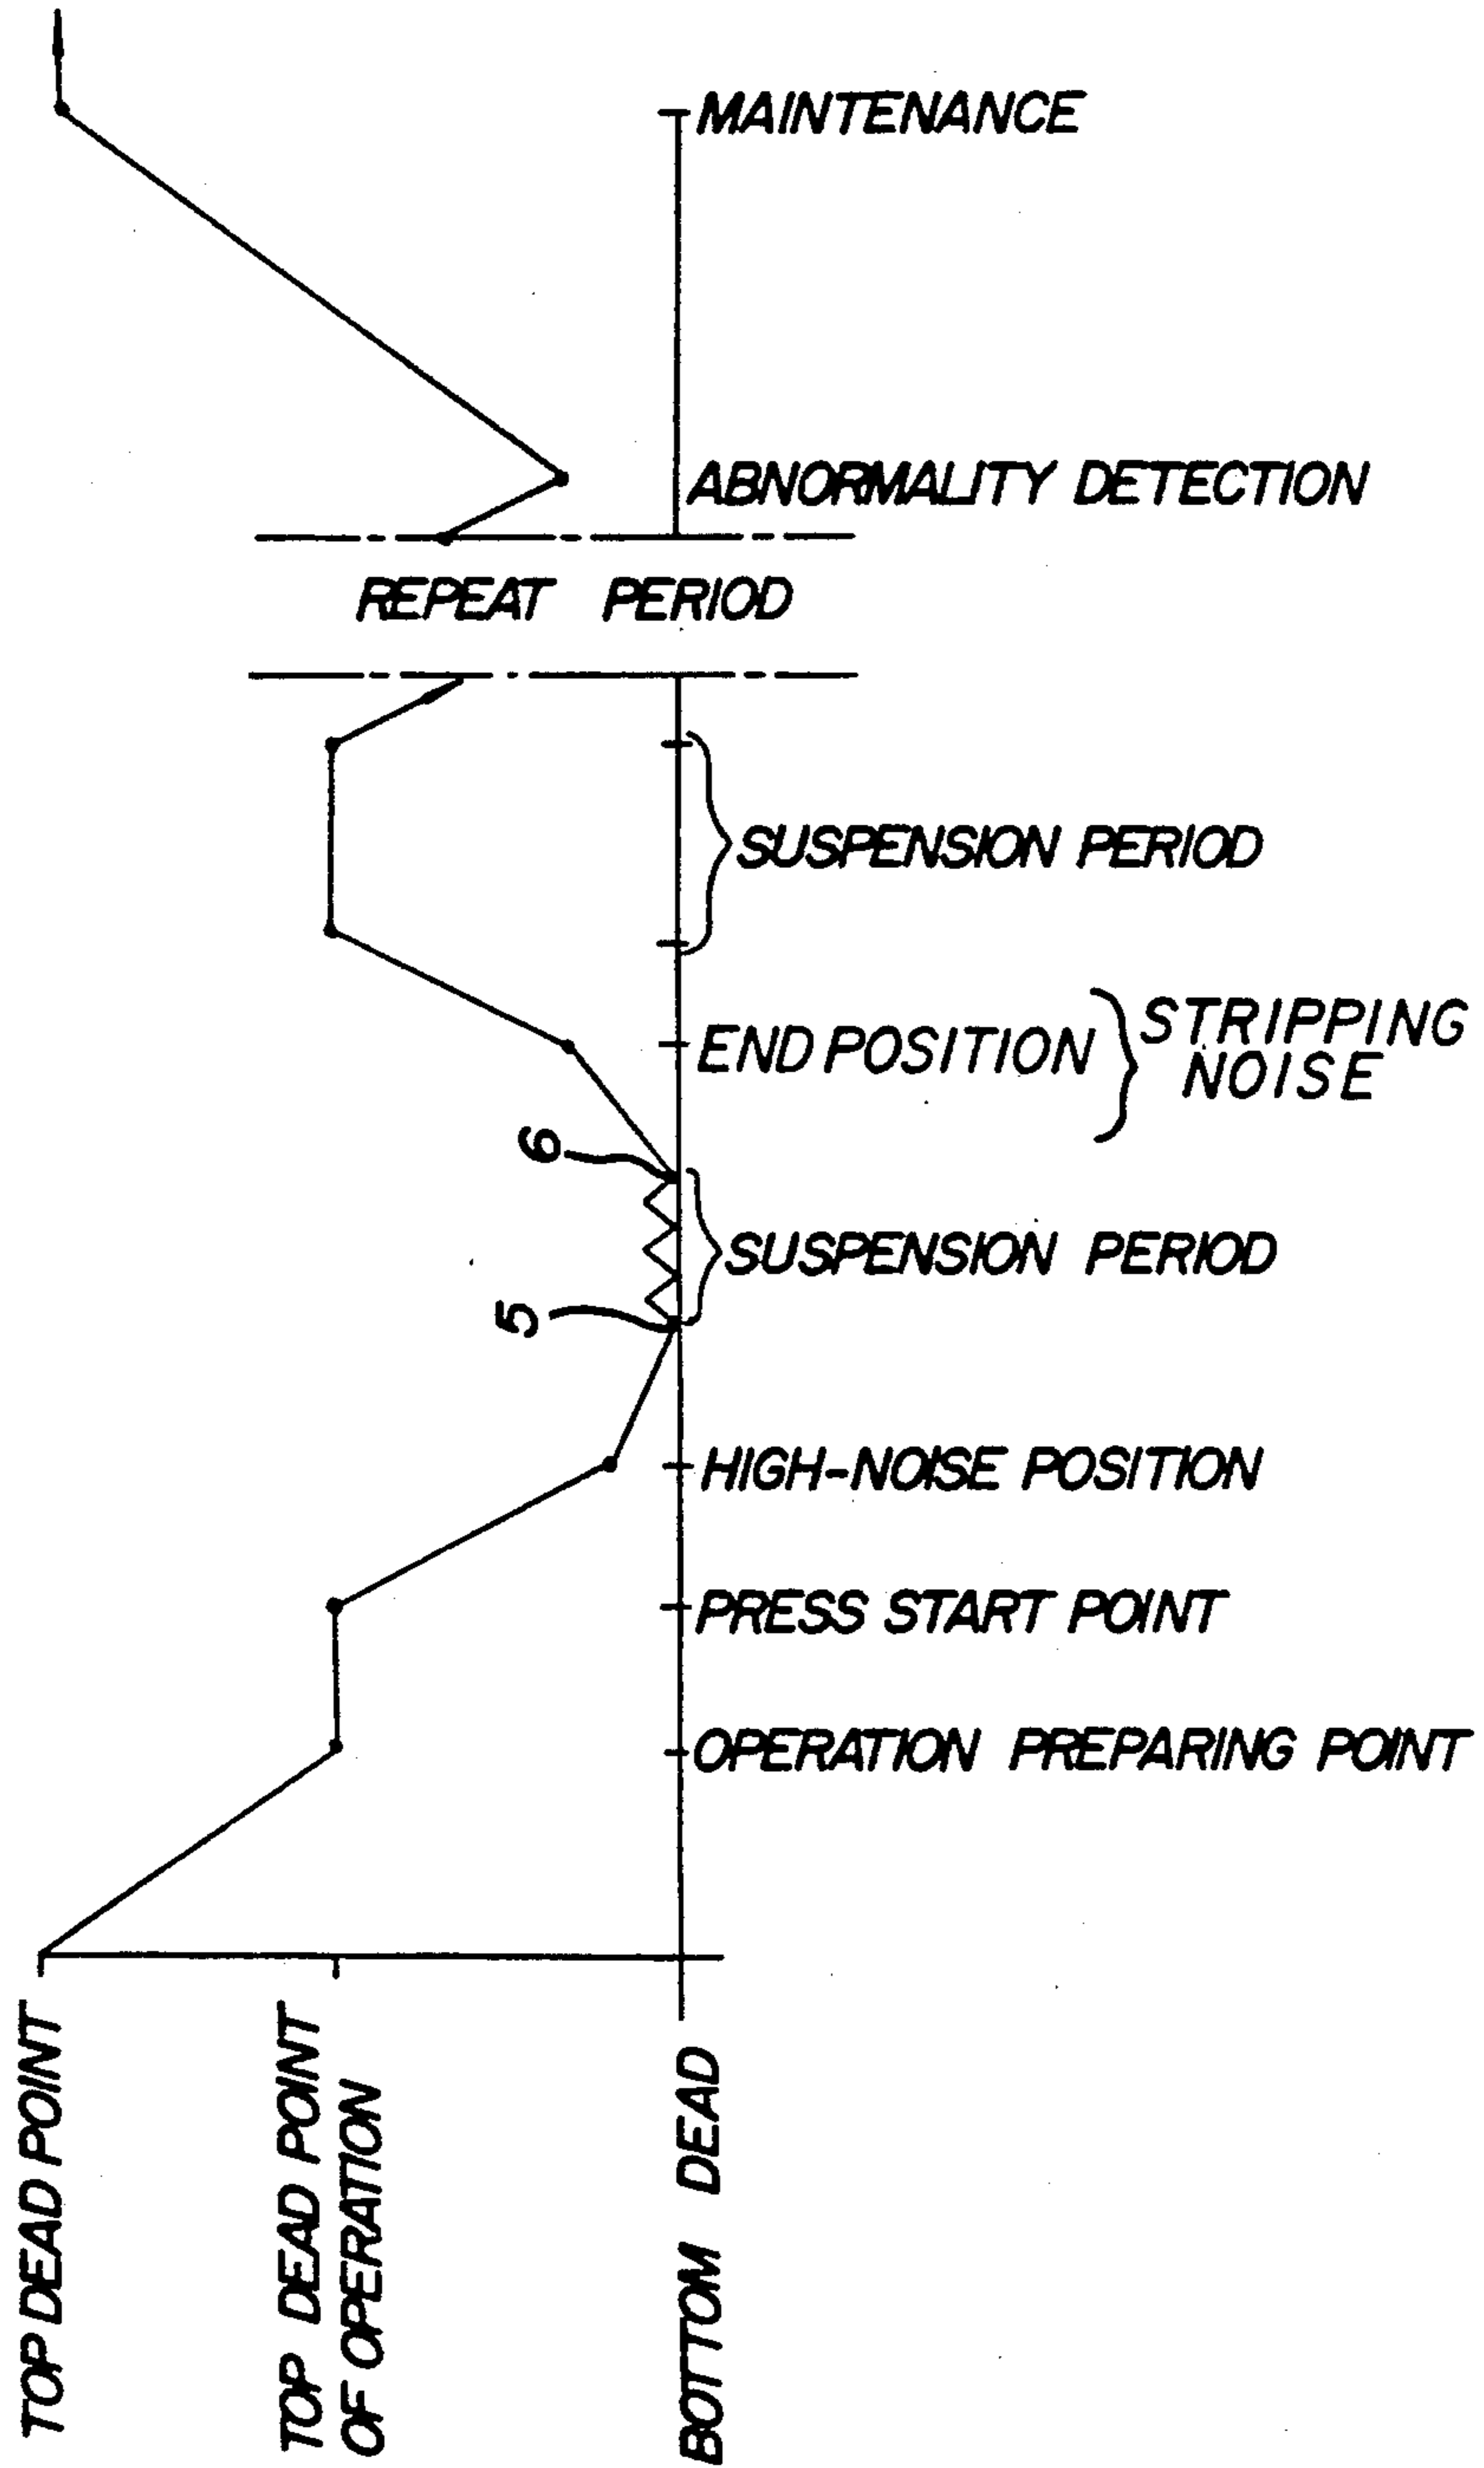 MAINTENANCE
ABNORMALITY DETECTION
REPEAT PERIOD
SUSPENSION PERIOD
END POSITION
STRIPPING
NOISE
6
SUSPENSION PERIOD
5
HIGH-NOISE POSITION
PRESS START POINT
OPERATION PREPARING POINT
TOP DEAD POINT
TOP DEAD POINT
OF OPERATION
BOTTOM DEAD